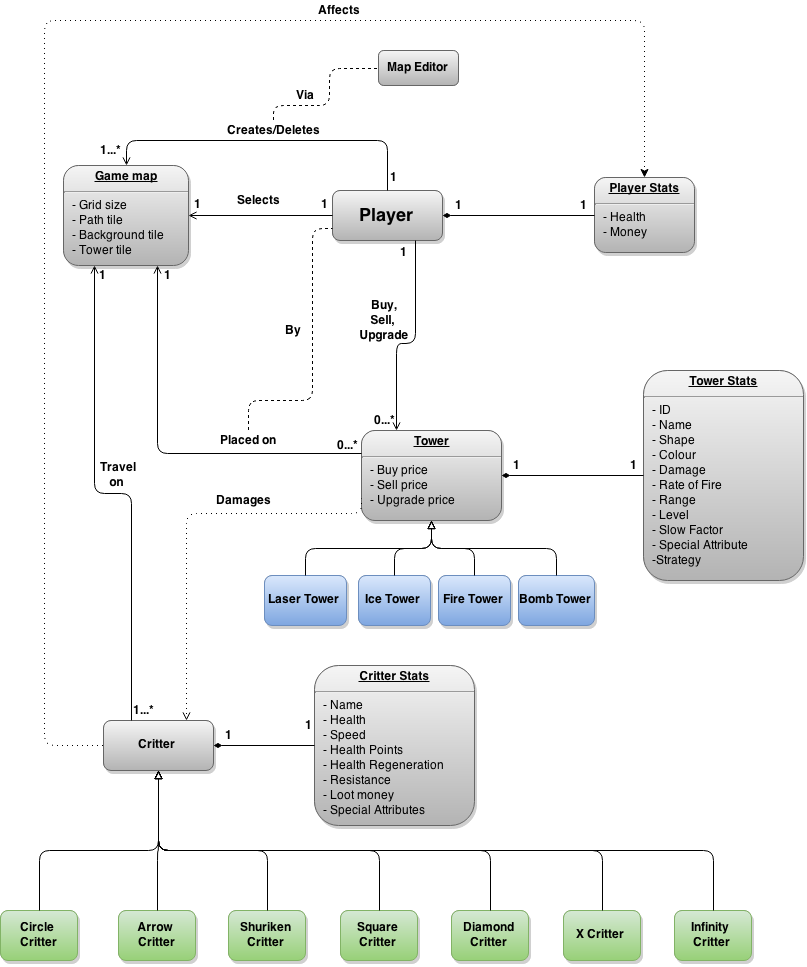 Affects
Map Editor
Via
Creates/Deletes
1...*
1
Game map
- Grid size
- Path tile
- Background tile
- Tower tile
1
Selects
1
Player
1
1
Player Stats
- Health
- Money
1
1
1
By
Buy,
Sell,
Upgrade
0...*
Placed on
0...*
Tower
- Buy price
- Sell price
- Upgrade price
1
1
Tower Stats
- ID
- Name
- Shape
- Colour
- Damage
- Rate of Fire
- Range
- Level
- Slow Factor
- Special Attribute
-Strategy
Travel
on
Damages
Laser Tower
Ice Tower
Fire Tower
Bomb Tower
1...*
Critter
1
1
Critter Stats
- Name
- Health
- Speed
- Health Points
- Health Regeneration
- Resistance
- Loot money
- Special Attributes
Circle
Critter
Arrow
Critter
Shuriken
Critter
Square
Critter
Diamond
Critter
X Critter
Infinity
Critter